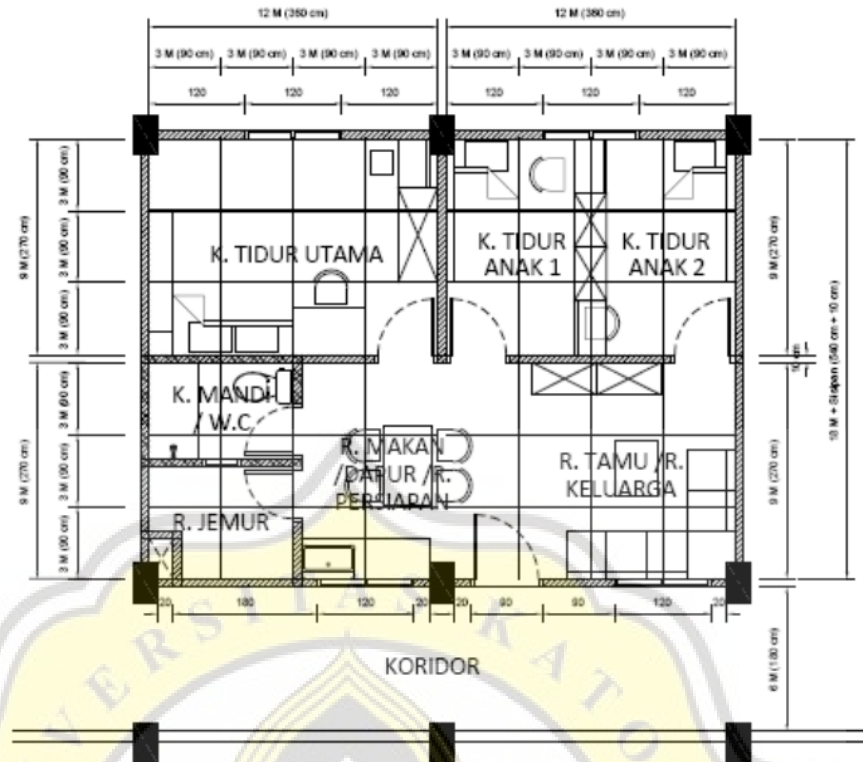 12 M (360 cm)
12 M (360 cm)
3 M (90 cm)
3 M (90 cm)
3 M (90 cm)
3 M (90 cm)
3 M (90 cm)
3 M (90 cm)
3 M (90 cm)
3 M (90 cm)
120
120
120
120
120
120
9 M (270 cm)
3 M (90 cm)
3 M (90 cm)
3 M (90 cm)
K. TIDUR UTAMA
K. TIDUR
ANAK 1
K. TIDUR
ANAK 2
9 M (270 cm)
10 cm
18 M + Sisipan (540 cm + 10 cm)
9 M (270 cm)
3 M (90 cm)
3 M (90 cm)
3 M (90 cm)
K. MANDI
/ W.C
R. MAKAN
/DAPUR /R.
PERSIAPAN
R. TAMU /R.
KELUARGA
R. JEMUR
9 M (270 cm)
20
180
120
20
20
90
90
120
20
6 M (180 cm)
KORIDOR
VERSITAS KATO